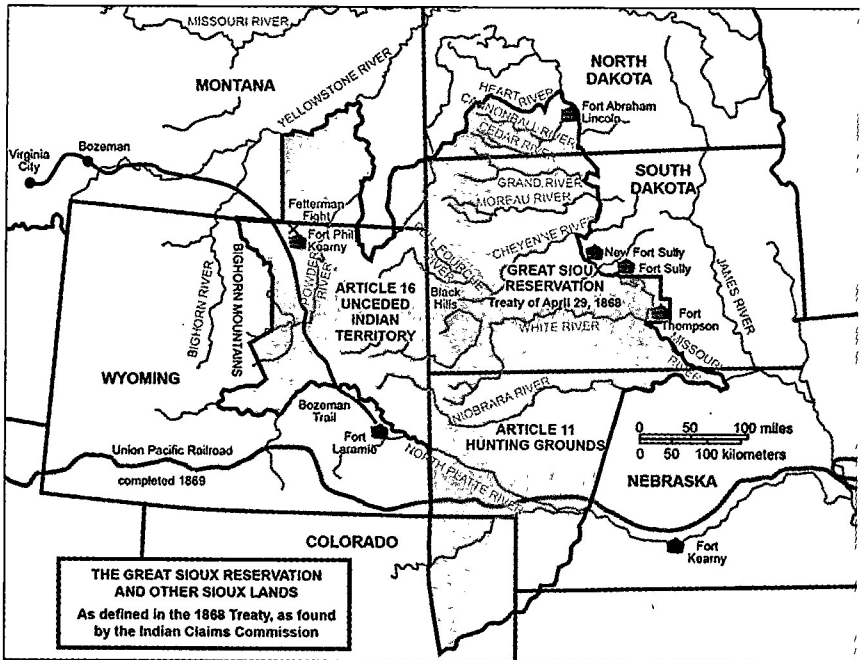 MISSOURI RIVER
MONTANA
YELLOWSTONE RIVER
NORTH
DAKOTA
HEART RIVER
CANNONBALL RIVER
CEDAR RIVER
Fort Abraham
Lincoln
Virginia
City
Bozeman
SOUTH
DAKOTA
GRAND RIVER
MOREAU RIVER
Fetterman
Fight
Fort Phil
Kearny
CHEYENNE RIVER
New Fort Sully
Fort Sully
BIGHORN RIVER
BIGHORN MOUNTAINS
POWDER
RIVER
ARTICLE 16
UNCEDED
INDIAN
TERRITORY
FOURCHE
RIVER
Black
Hills
GREAT SIOU
RESERVATION
Treaty of April 29, 1868
WHITE RIVER
Fort
Thompson
JAMES RIVER
MISSOURI
RIVER
WYOMING
Bozeman
Trail
Fort
Laramie
NIOBRARA RIVER
ARTICLE 11
HUNTING GROUNDS
0 50 100 miles
0 50 100 kilometers
Union Pacific Railroad
completed 1869
NORTH PLATTE RIVER
NEBRASKA
COLORADO
Fort
Kearny
THE GREAT SIOUX RESERVATION
AND OTHER SIOUX LANDS
As defined in the 1868 Treaty, as found
by the Indian Claims Commission